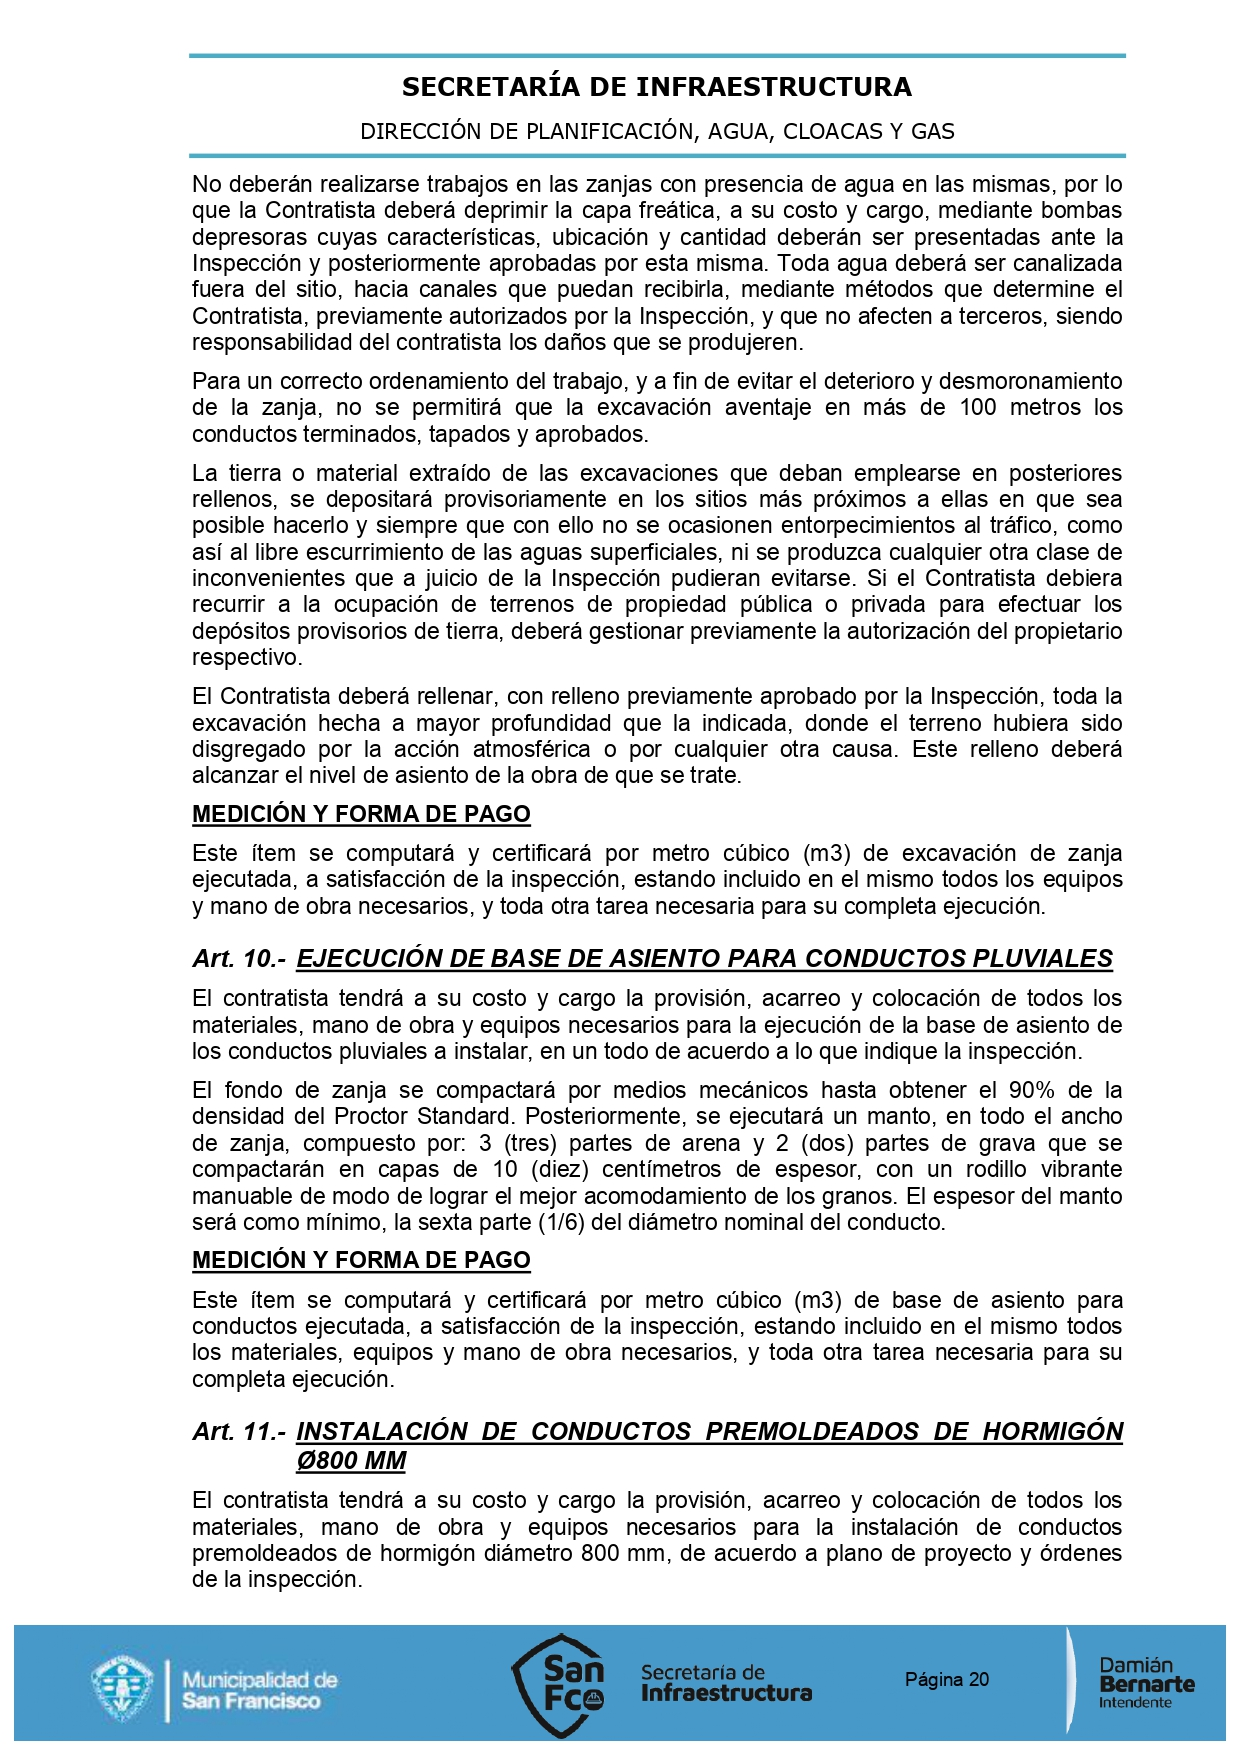 SECRETARÍA DE INFRAESTRUCTURA
DIRECCIÓN DE PLANIFICACIÓN, AGUA, CLOACAS Y GAS
No deberán realizarse trabajos en las zanjas con presencia de agua en las mismas, por lo
que la Contratista deberá deprimir la capa freática, a su costo y cargo, mediante bombas
depresoras cuyas características, ubicación y cantidad deberán ser presentadas ante la
Inspección y posteriormente aprobadas por esta misma. Toda agua deberá ser canalizada
fuera del sitio, hacia canales que puedan recibirla, mediante métodos que determine el
Contratista, previamente autorizados por la Inspección, y que no afecten a terceros, siendo
responsabilidad del contratista los daños que se produjeren.
Para un correcto ordenamiento del trabajo, y a fin de evitar el deterioro y desmoronamiento
de la zanja, no se permitirá que la excavación aventaje en más de 100 metros los
conductos terminados, tapados y aprobados.
La tierra o material extraído de las excavaciones que deban emplearse en posteriores
rellenos, se depositará provisoriamente en los sitios más próximos a ellas en que sea
posible hacerlo y siempre que con ello no se ocasionen entorpecimientos al tráfico, como
así al libre escurrimiento de las aguas superficiales, ni se produzca cualquier otra clase de
inconvenientes que a juicio de la Inspección pudieran evitarse. Si el Contratista debiera
recurrir a la ocupación de terrenos de propiedad pública o privada para efectuar los
depósitos provisorios de tierra, deberá gestionar previamente la autorización del propietario
respectivo.
El Contratista deberá rellenar, con relleno previamente aprobado por la Inspección, toda la
excavación hecha a mayor profundidad que la indicada, donde el terreno hubiera sido
disgregado por la acción atmosférica o por cualquier otra causa. Este relleno deberá
alcanzar el nivel de asiento de la obra de que se trate.
MEDICIÓN Y FORMA DE PAGO
Este ítem se computará y certificará por metro cúbico (m3) de excavación de zanja
ejecutada, a satisfacción de la inspección, estando incluido en el mismo todos los equipos
y mano de obra necesarios, y toda otra tarea necesaria para su completa ejecución.
Art. 10.- EJECUCIÓN DE BASE DE ASIENTO PARA CONDUCTOS PLUVIALES
El contratista tendrá a su costo y cargo la provisión, acarreo y colocación de todos los
materiales, mano de obra y equipos necesarios para la ejecución de la base de asiento de
los conductos pluviales a instalar, en un todo de acuerdo a lo que indique la inspección.
El fondo de zanja se compactará por medios mecánicos hasta obtener el 90% de la
densidad del Proctor Standard. Posteriormente, se ejecutará un manto, en todo el ancho
de zanja, compuesto por: 3 (tres) partes de arena y 2 (dos) partes de grava que se
compactarán en capas de 10 (diez) centímetros de espesor, con un rodillo vibrante
manuable de modo de lograr el mejor acomodamiento de los granos. El espesor del manto
será como mínimo, la sexta parte (1/6) del diámetro nominal del conducto.
MEDICIÓN Y FORMA DE PAGO
Este ítem se computará y certificará por metro cúbico (m3) de base de asiento para
conductos ejecutada, a satisfacción de la inspección, estando incluido en el mismo todos
los materiales, equipos y mano de obra necesarios, y toda otra tarea necesaria para su
completa ejecución.
Art. 11.- INSTALACIÓN DE CONDUCTOS PREMOLDEADOS DE HORMIGÓN
Ø800 MM
El contratista tendrá a su costo y cargo la provisión, acarreo y colocación de todos los
materiales, mano de obra y equipos necesarios para la instalación de conductos
premoldeados de hormigón diámetro 800 mm, de acuerdo a plano de proyecto y órdenes
de la inspección.
Municipalidad de
San Francisco
San
Fco
Secretaría de
Infraestructura
Página 20
Damián
Bernarte
Intendente